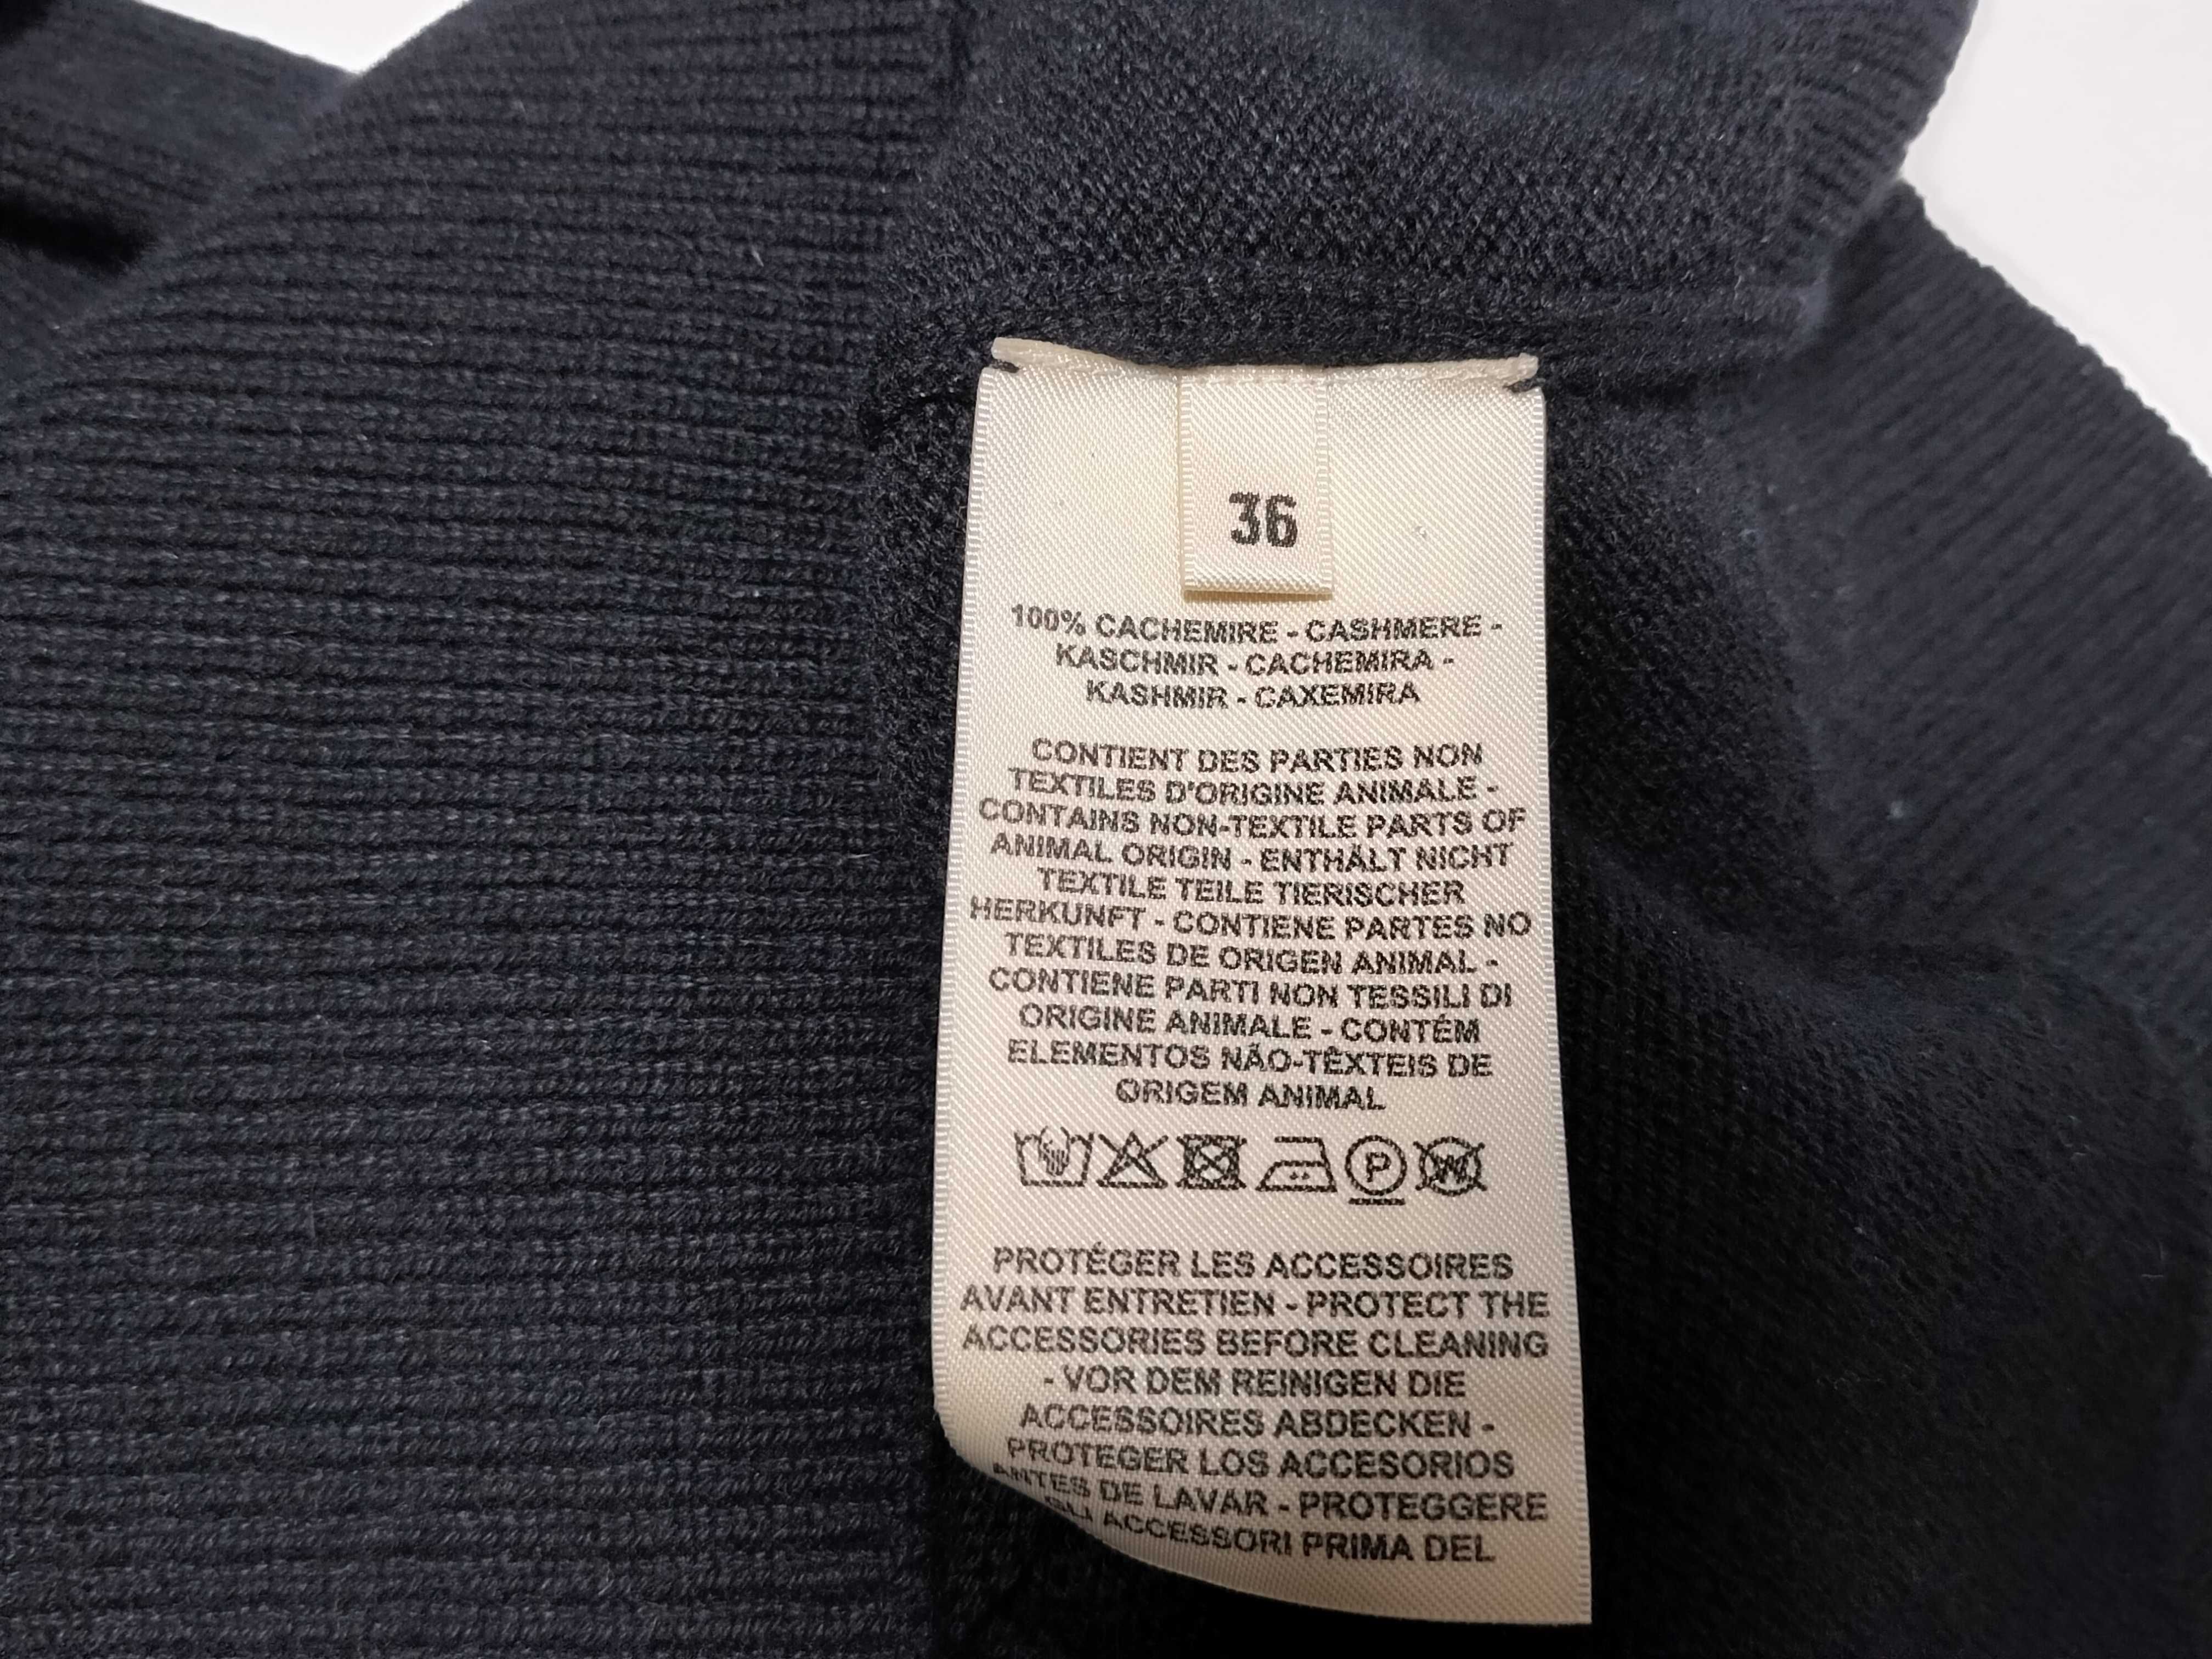 36
100% CACHEMIRE - CASHMERE -
KASCHMIR - CACHEMIRA -
KASHMIR - CAXEMIRA
CONTIENT DES PARTIES NON
TEXTILES D'ORIGINE ANIMALE -
CONTAINS NON-TEXTILE PARTS OF
ANIMAL ORIGIN - ENTHÄLT NICHT
TEXTILE TEILE TIERISCHER
HERKUNFT - CONTIENE PARTES NO
TEXTILES DE ORIGEN ANIMAL -
CONTIENE PARTI NON TESSILI DI
ORIGINE ANIMALE - CONTÉM
ELEMENTOS NÃO-TÊXTEIS DE
ORIGEM ANIMAL
P W
PROTÉGER LES ACCESSOIRES
AVANT ENTRETIEN - PROTECT THE
ACCESSORIES BEFORE CLEANING
- VOR DEM REINIGEN DIE
ACCESSOIRES ABDECKEN -
PROTEGER LOS ACCESORIOS
ANTES DE LAVAR - PROTEGGERE
GLI ACCESSORI PRIMA DEL